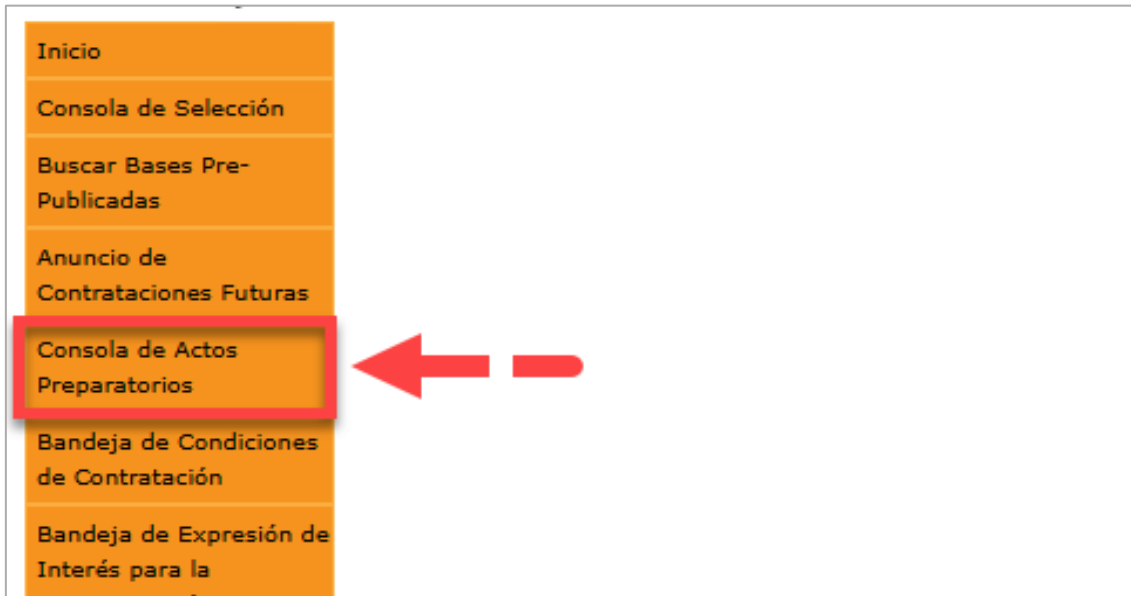 Inicio
Consola de Selección
Buscar Bases Pre-
Publicadas
Anuncio de
Contrataciones Futuras
Consola de Actos
Preparatorios
Bandeja de Condiciones
de Contratación
Bandeja de Expresión de
Interés para la